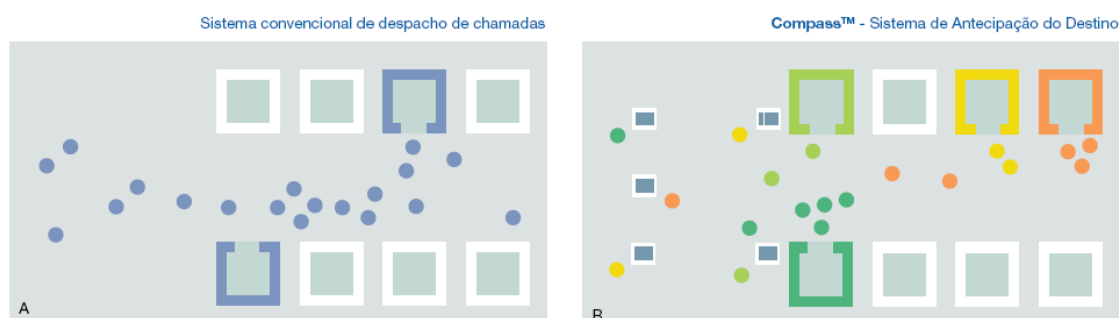 Sistema convencional de despacho de chamadas
Compass™ - Sistema de Antecipação do Destino
A
B